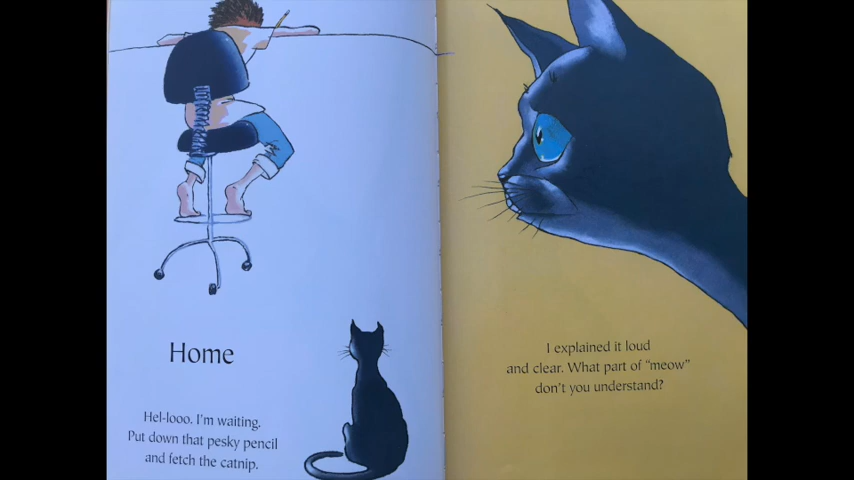 Home
Hel-looo. I'm waiting.
Put down that pesky pencil
and fetch the catnip.
I explained it loud
and clear. What part of “meow”
don't you understand?